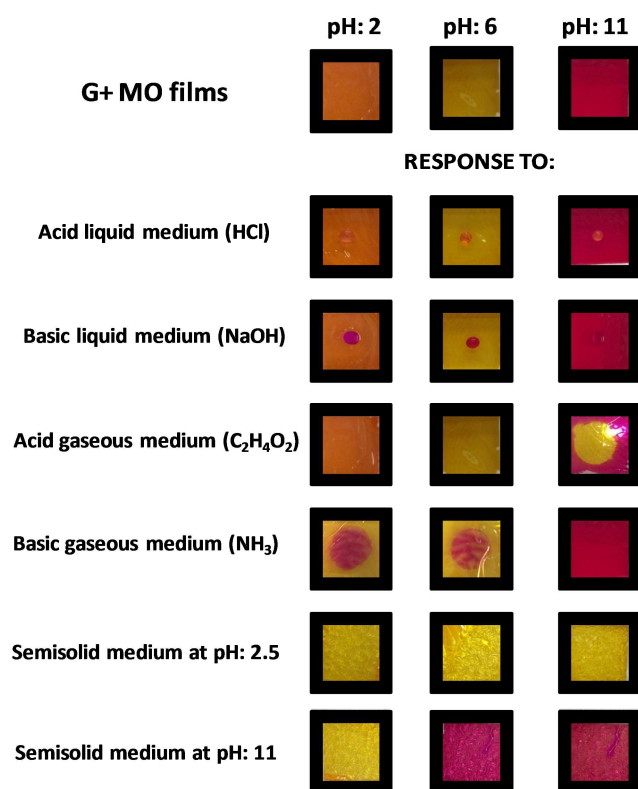 pH: 2 pH: 6 pH: 11
G+ MO films
RESPONSE TO:
Acid liquid medium (HCl)
Basic liquid medium (NaOH)
Acid gaseous medium (C₂H₄O₂)
Basic gaseous medium (NH₃)
Semisolid medium at pH: 2.5
Semisolid medium at pH: 11